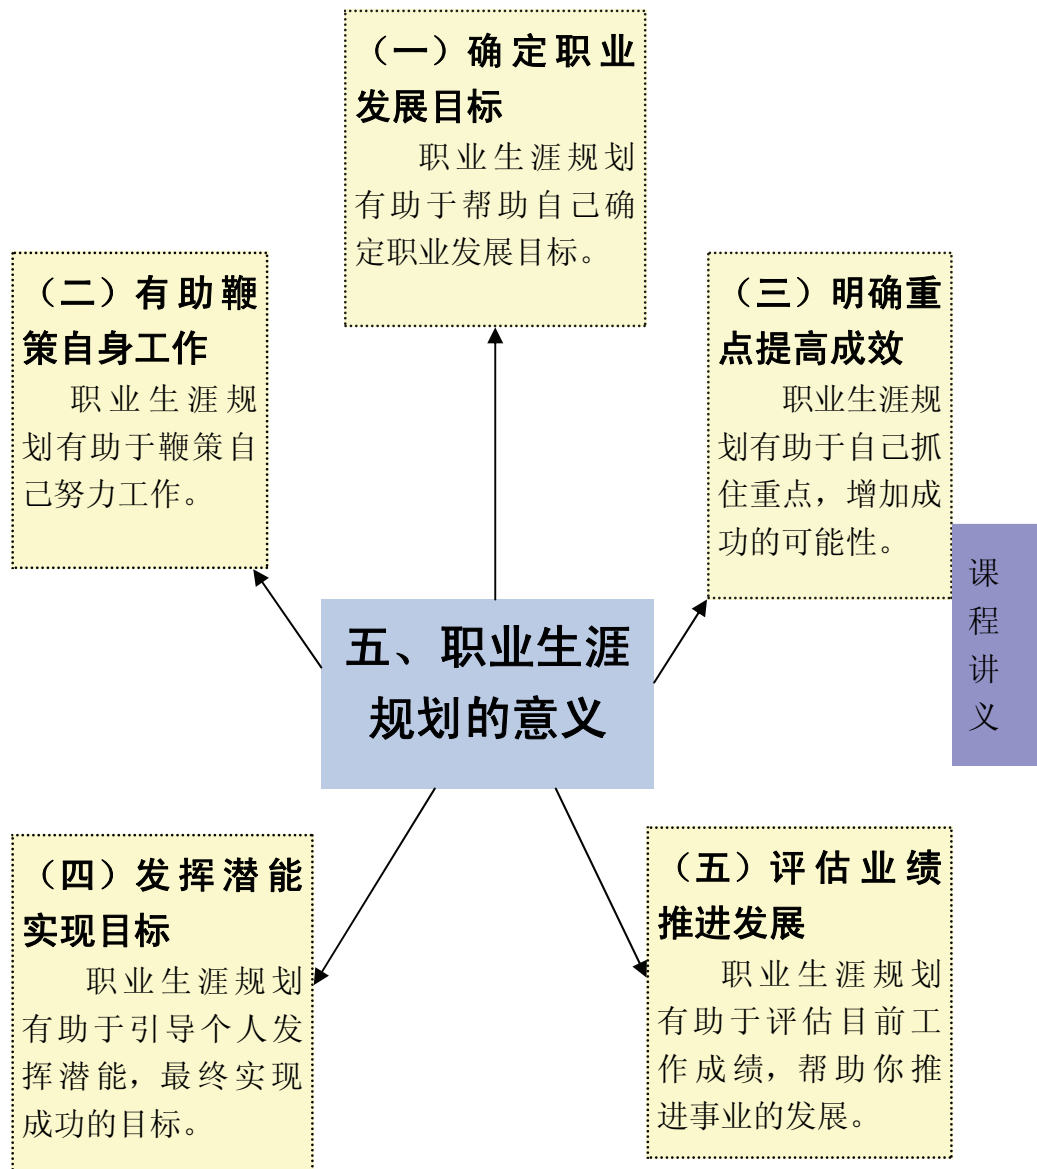 （一）确定职业
发展目标
职业生涯规划
有助于帮助自己确
定职业发展目标。
（二）有助鞭
策自身工作
职业生涯规
划有助于鞭策自
己努力工作。
（三）明确重
点提高成效
职业生涯规
划有助于自己抓
住重点，增加成
功的可能性。
课
程
讲
义
五、职业生涯
规划的意义
（四）发挥潜能
实现目标
职业生涯规划
有助于引导个人发
挥潜能，最终实现
成功的目标。
（五）评估业绩
推进发展
职业生涯规划
有助于评估目前工
作成绩，帮助你推
进事业的发展。